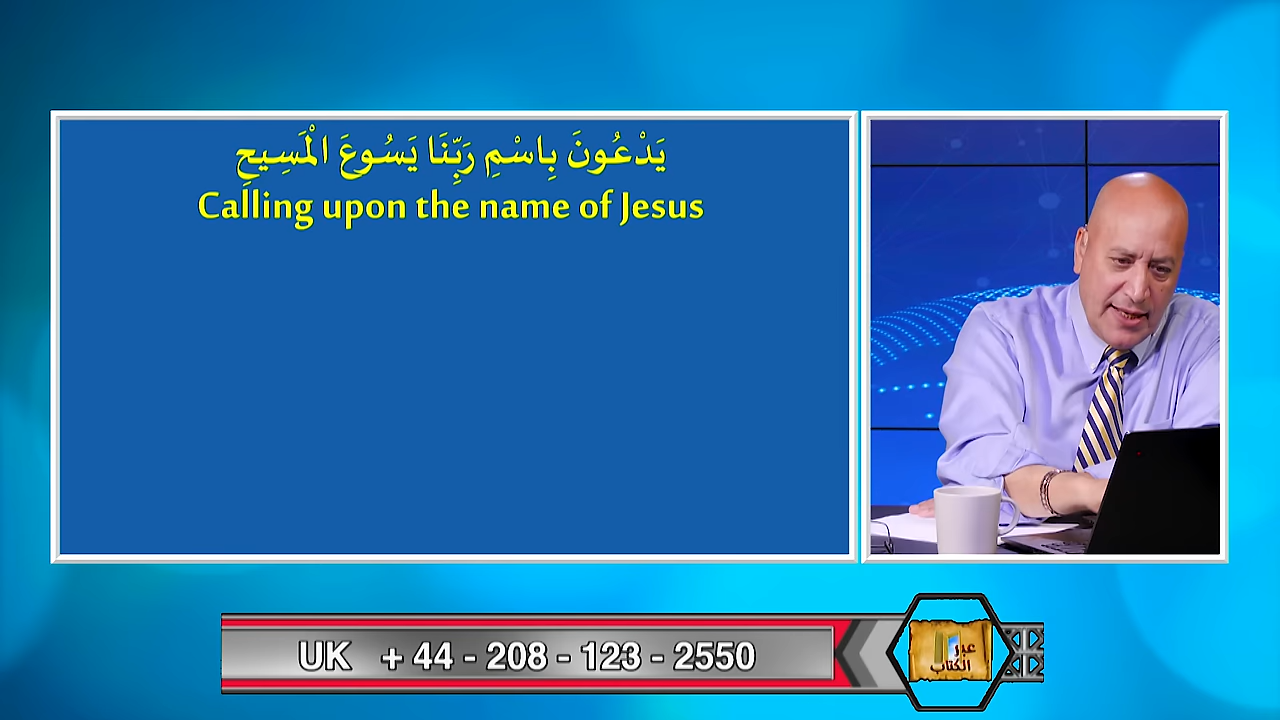 يَدْعُونَ بِاسْمِ رَبِّنَا يَسُوعَ الْمَسِيحِ
Calling upon the name of Jesus
UK + 44 - 208 - 123 - 2550
عبر
الكتاب